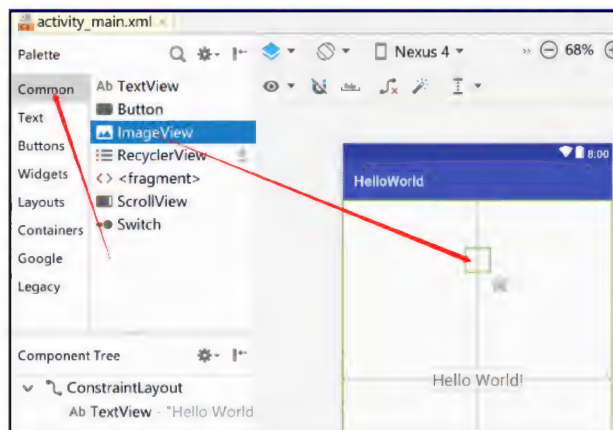 activity_main.xml
Palette
Nexus 4
68%
Common
Text
Buttons
Widgets
Layouts
Containers
Google
Legacy
Ab TextView
Button
ImageView
RecyclerView
<> <fragment>
ScrollView
Switch
8:00
HelloWorld
Hello World!
Component Tree
ConstraintLayout
Ab TextView - "Hello World